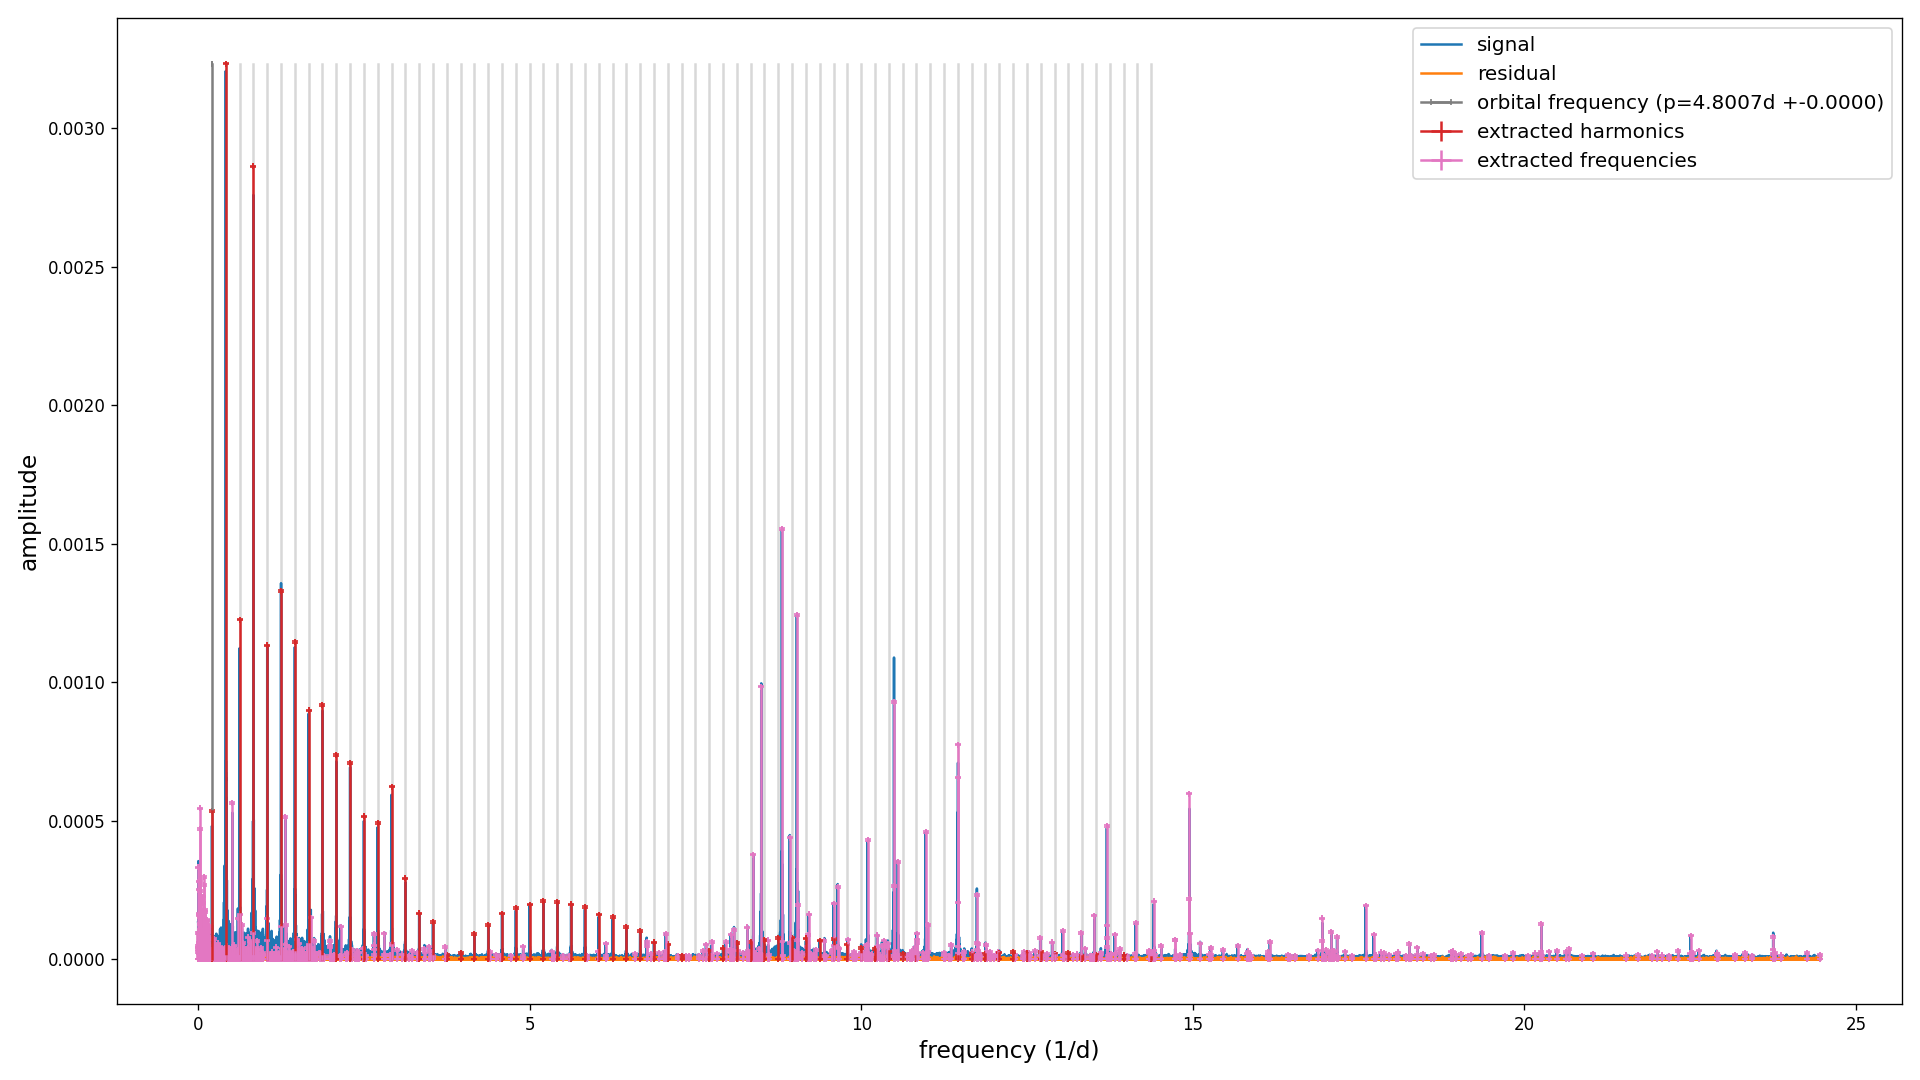 signal
residual
orbital frequency (p=4.8007d +-0.0000)
extracted harmonics
extracted frequencies
0.0030
0.0025
0.0020
0.0015
0.0010
0.0005
0.0000
amplitude
0 5 10 15 20 25
frequency (1/d)